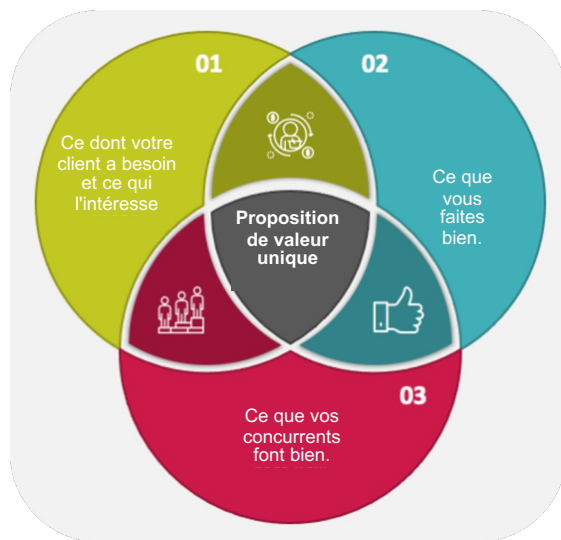 01
02
Ce dont votre
client a besoin
et ce qui
l'intéresse
Ce que
vous
faites
bien.
Proposition
de valeur
unique
03
Ce que vos
concurrents
font bien.